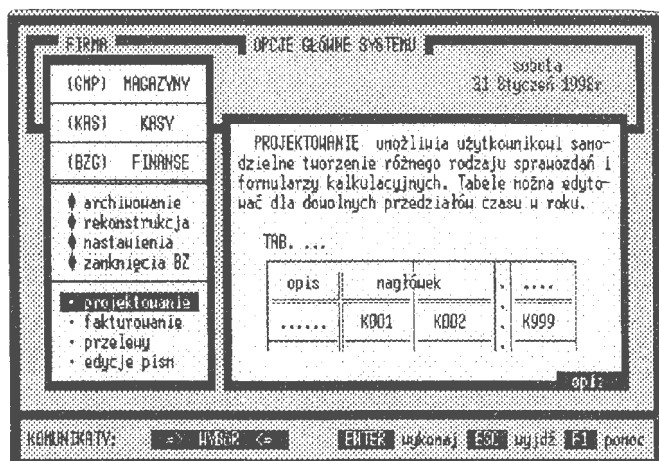 FIRMA
OPCJE GŁÓWNE SYSTEMU
sobota
31 Styczeń 1998r
(GMP) MAGAZYNY
(KAS) KASY
(BZG) FINANSE
archiwowanie
rekonstrukcja
nastawienia
zamknięcia BZ
· projektowanie
· fakturowanie
· przelewy
· edycje pism
PROJEKTOWANIE umożliwia użytkownikowi samo-
dzielne tworzenie różnego rodzaju sprawozdań i
formularzy kalkulacyjnych. Tabele można edyto-
wać dla dowolnych przedziałów czasu w roku.
TAB. ...
opis nagłówek . ....
...... K001 K002 . K999
opis
KOMUNIKATY: => WYBÓR <= ENTER wykonaj ESC wyjdź F1 pomoc